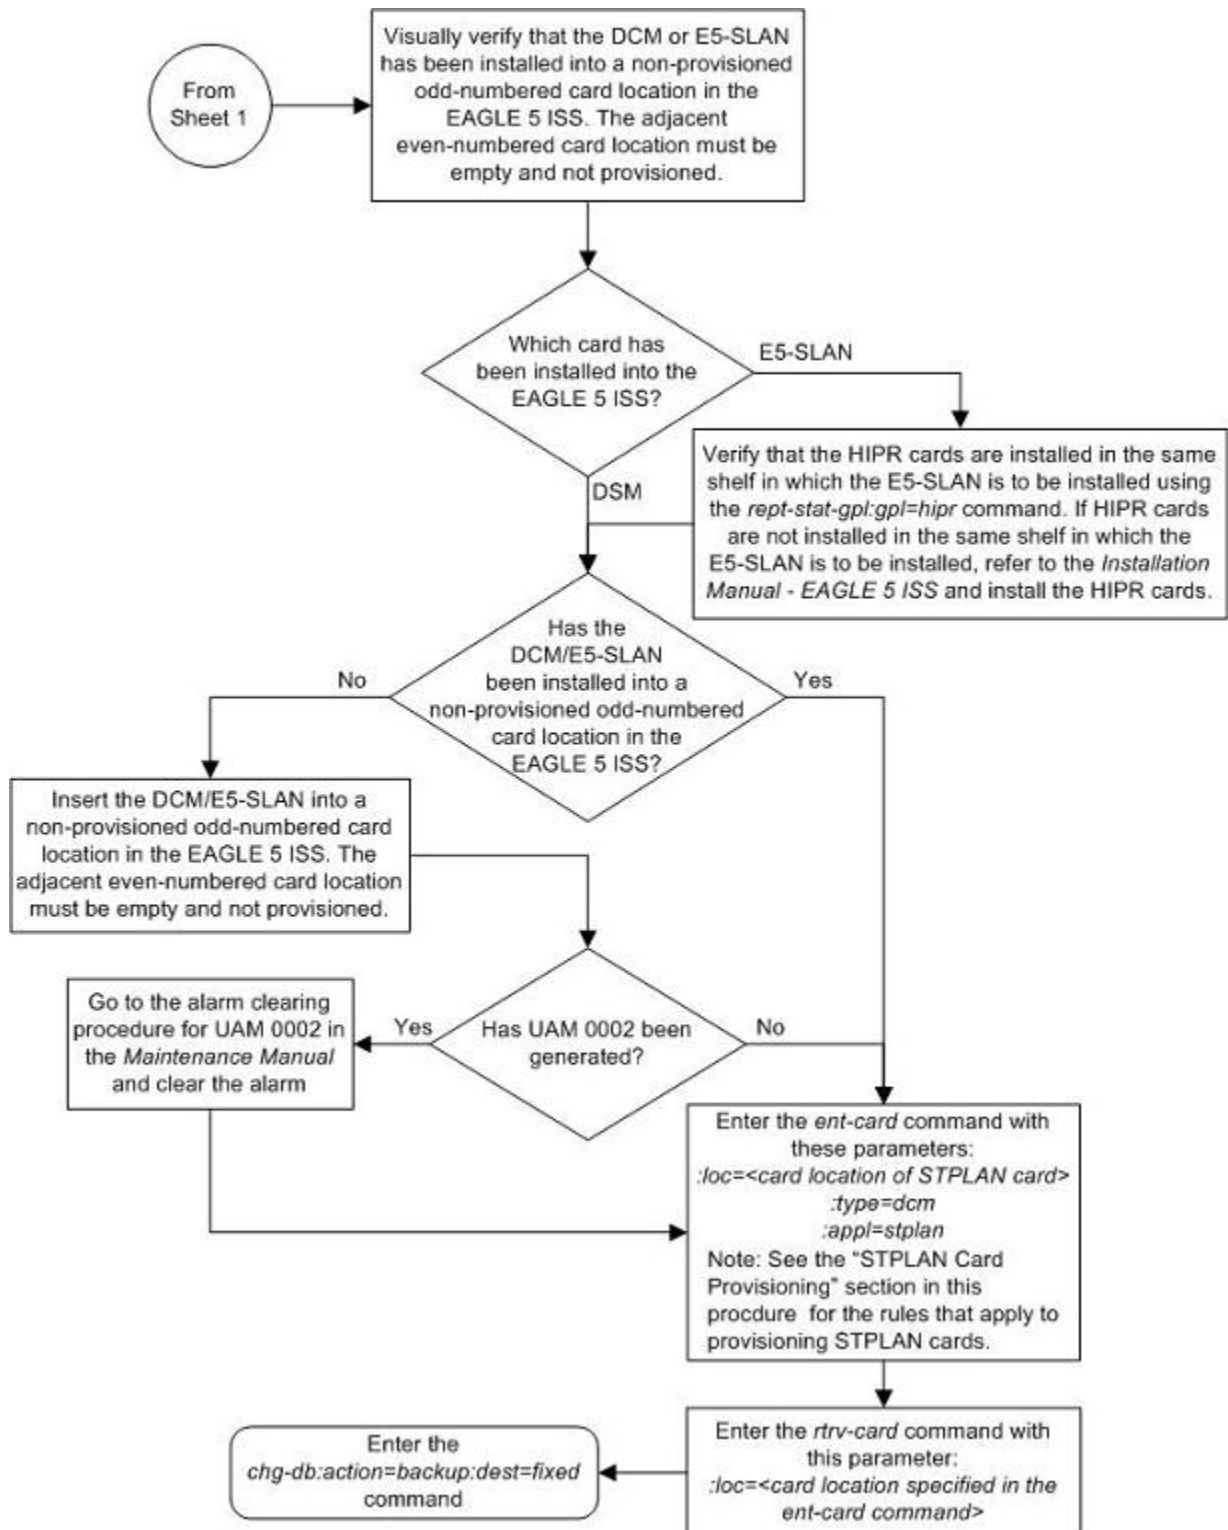 From
Sheet 1
Visually verify that the DCM or E5-SLAN
has been installed into a non-provisioned
odd-numbered card location in the
EAGLE 5 ISS. The adjacent
even-numbered card location must be
empty and not provisioned.
Which card has
been installed into the
EAGLE 5 ISS?
E5-SLAN
DSM
Verify that the HIPR cards are installed in the same
shelf in which the E5-SLAN is to be installed using
the rept-stat-gpl:gpl=hipr command. If HIPR cards
are not installed in the same shelf in which the
E5-SLAN is to be installed, refer to the Installation
Manual - EAGLE 5 ISS and install the HIPR cards.
Has the
DCM/E5-SLAN
been installed into a
non-provisioned odd-numbered
card location in the
EAGLE 5 ISS?
No
Yes
Insert the DCM/E5-SLAN into a
non-provisioned odd-numbered card
location in the EAGLE 5 ISS. The
adjacent even-numbered card location
must be empty and not provisioned.
Has UAM 0002 been
generated?
Yes
No
Go to the alarm clearing
procedure for UAM 0002 in
the Maintenance Manual
and clear the alarm
Enter the ent-card command with
these parameters:
:loc=<card location of STPLAN card>
:type=dcm
:appl=stplan
Note: See the "STPLAN Card
Provisioning" section in this
procdure for the rules that apply to
provisioning STPLAN cards.
Enter the rtrv-card command with
this parameter:
:loc=<card location specified in the
ent-card command>
Enter the
chg-db:action=backup:dest=fixed
command